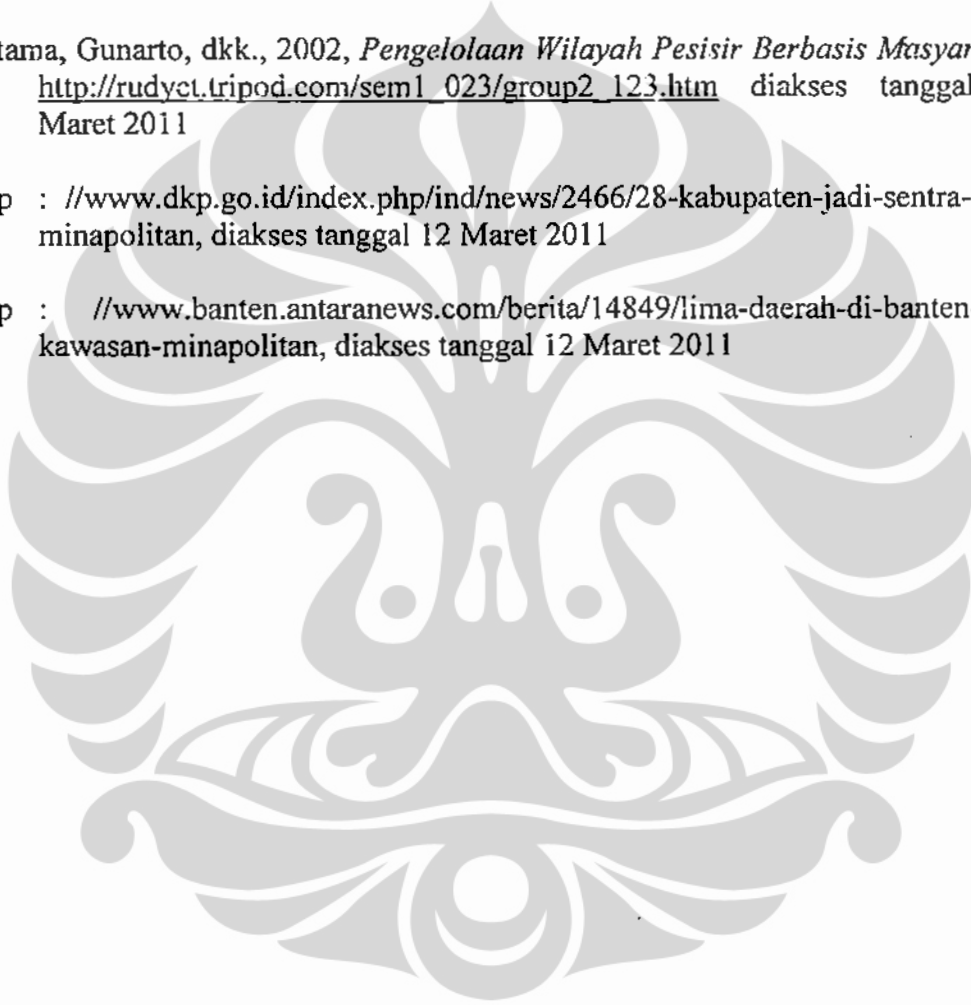 tama, Gunarto, dkk., 2002, Pengelolaan Wilayah Pesisir Berbasis Masyar
http://rudyct.tripod.com/sem1_023/group2_123.htm diakses tanggal
Maret 2011
p : //www.dkp.go.id/index.php/ind/news/2466/28-kabupaten-jadi-sentra-
minapolitan, diakses tanggal 12 Maret 2011
p : //www.banten.antaranews.com/berita/14849/lima-daerah-di-banten-
kawasan-minapolitan, diakses tanggal 12 Maret 2011